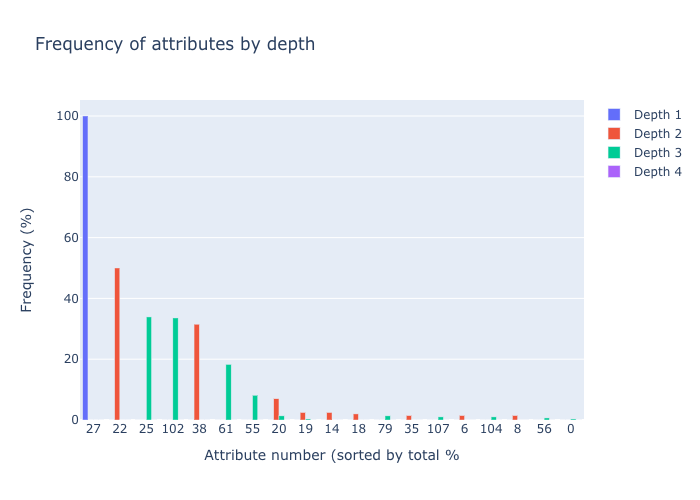 Frequency of attributes by depth
Depth 1
Depth 2
Depth 3
Depth 4
Frequency (%)
100
80
60
40
20
0
27 22 25 102 38 61 55 20 19 14 18 79 35 107 6 104 8 56 0
Attribute number (sorted by total %